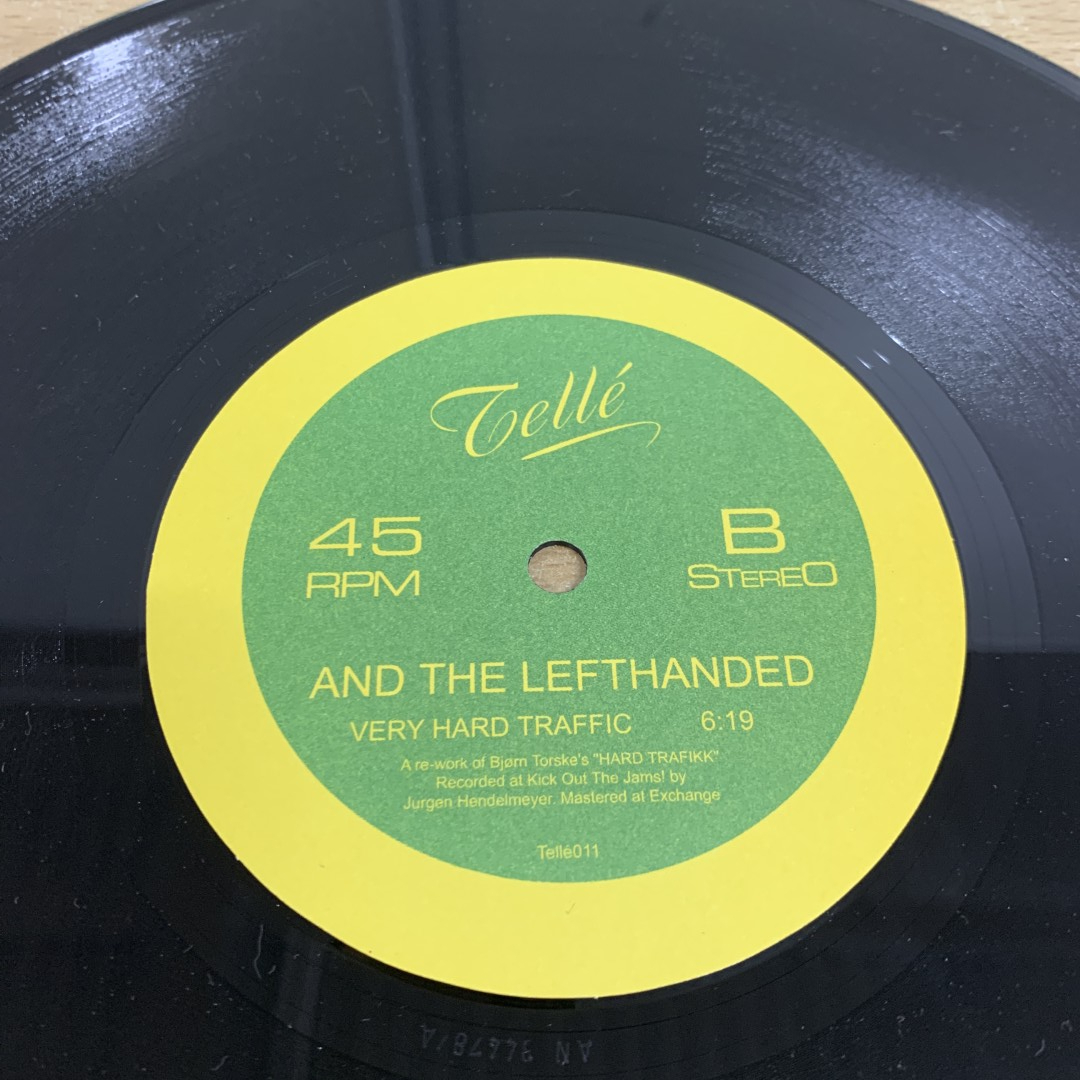 Tellé
45 RPM
B STEREO
AND THE LEFTHANDED
VERY HARD TRAFFIC 6:19
A re-work of Bjørn Torske's "HARD TRAFIKK"
Recorded at Kick Out The Jams! by
Jurgen Hendelmeyer. Mastered at Exchange
Tellé011